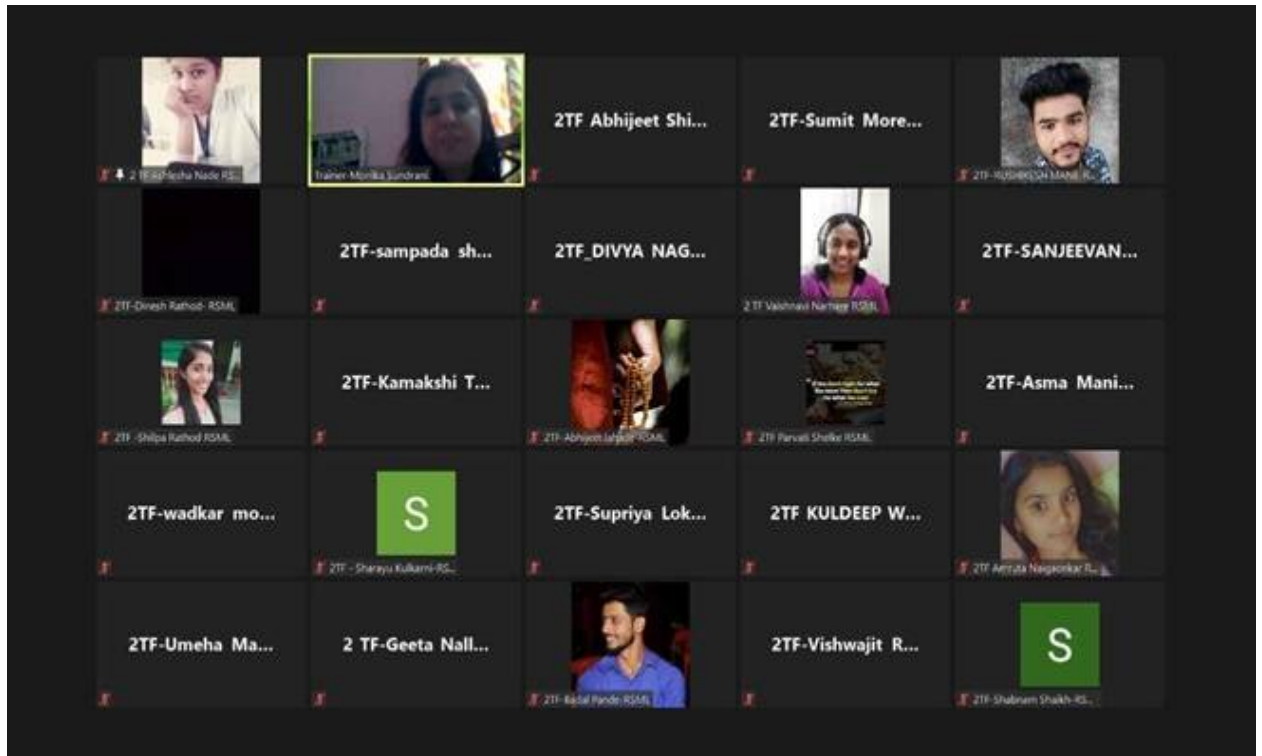 2 TF Ashlesha Nade RS...
Trainer-Monika Sundrani
2TF Abhijeet Shi...
2TF-Sumit More...
2TF-RUSHIKESH MANE R...
2TF-Dinesh Rathod- RSML
2TF-sampada sh...
2TF_DIVYA NAG...
2 TF Vaishnavi Narhare RSML
2TF-SANJEEVAN...
2TF -Shilpa Rathod RSML
2TF-Kamakshi T...
2TF- Abhijeet RSML
2TF Parvati Shelke RSML
2TF-Asma Mani...
2TF-wadkar mo...
S
2TF - Sharayu Kulkarni-RS...
2TF-Supriya Lok...
2TF KULDEEP W...
2TF Amruta Naigaonkar R...
2TF-Umeha Ma...
2 TF-Geeta Nall...
2TF-Badal Pande-RSML
2TF-Vishwajit R...
S
2TF-Shabnam Shaikh-RS...